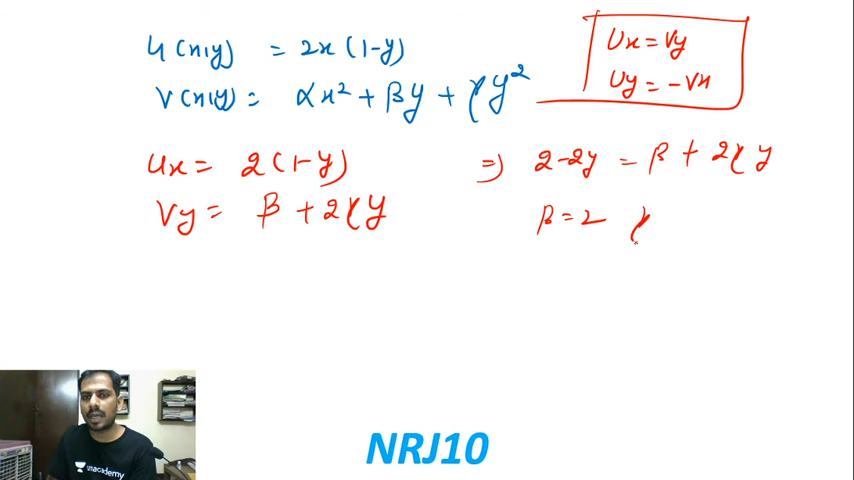 u(x,y) = 2x(1-y)
v(x,y) = αx² + βy + γy²
Ux = Vy
Uy = -Vx
ux = 2(1-y)
vy = β + 2γy
⇒ 2-2y = β + 2γy
β = 2 γ
unacademy
NRJ10